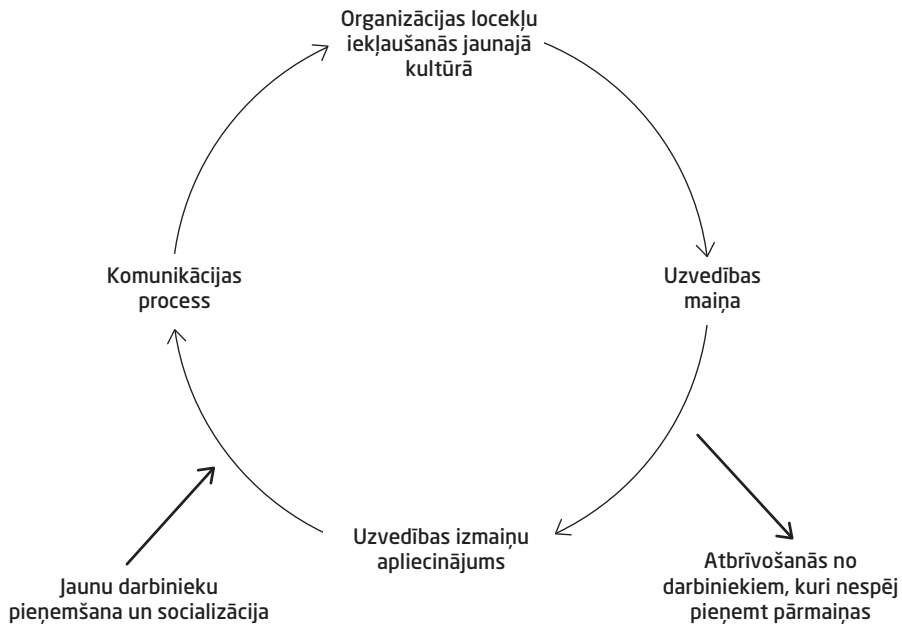 Organizācijas locekļu
iekļaušanās jaunajā
kultūrā
Komunikācijas
process
Uzvedības
maiņa
Uzvedības izmaiņu
apliecinājums
Jaunu darbinieku
pieņemšana un socializācija
Atbrīvošanās no
darbiniekiem, kuri nespēj
pieņemt pārmaiņas